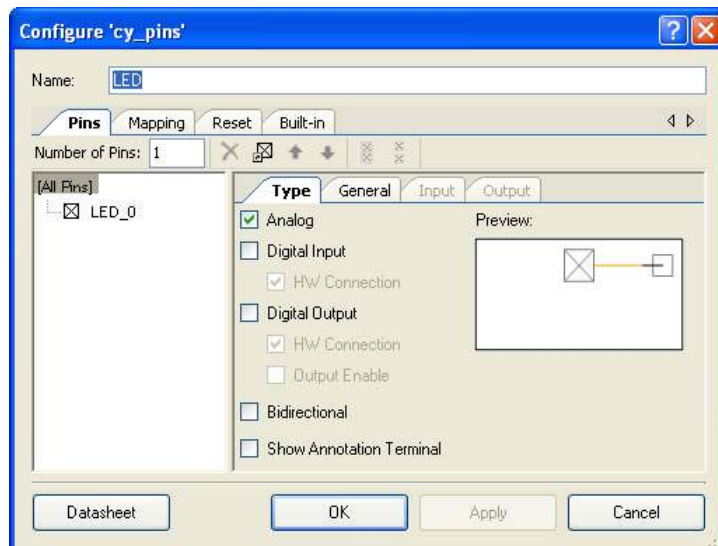 Configure 'cy_pins'
Name: LED
Pins Mapping Reset Built-in
Number of Pins: 1
[All Pins]
LED_0
Type General Input Output
Analog
Preview:
Digital Input
HW Connection
Digital Output
HW Connection
Output Enable
Bidirectional
Show Annotation Terminal
Datasheet OK Apply Cancel